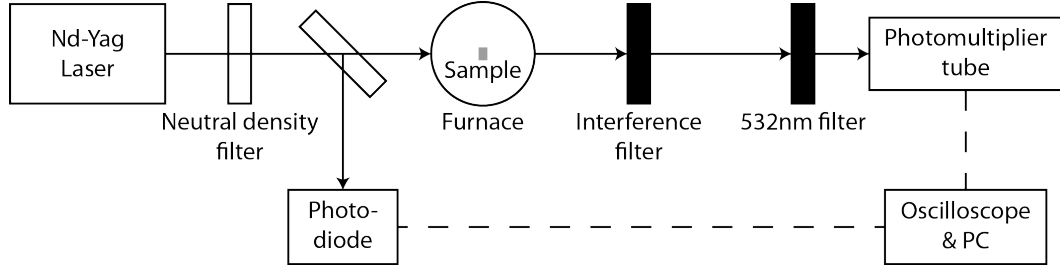 Nd-Yag
Laser
Neutral density
filter
Sample
Furnace
Interference
filter
532nm filter
Photomultiplier
tube
Photo-
diode
Oscilloscope
& PC